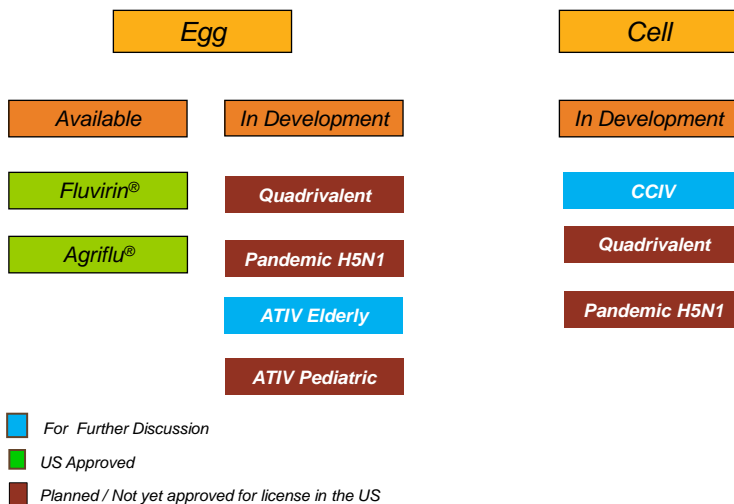 Egg
Cell
Available
In Development
In Development
Fluvirin®
Quadrivalent
CCIV
Agriflu®
Pandemic H5N1
Quadrivalent
ATIV Elderly
Pandemic H5N1
ATIV Pediatric
For Further Discussion
US Approved
Planned / Not yet approved for license in the US